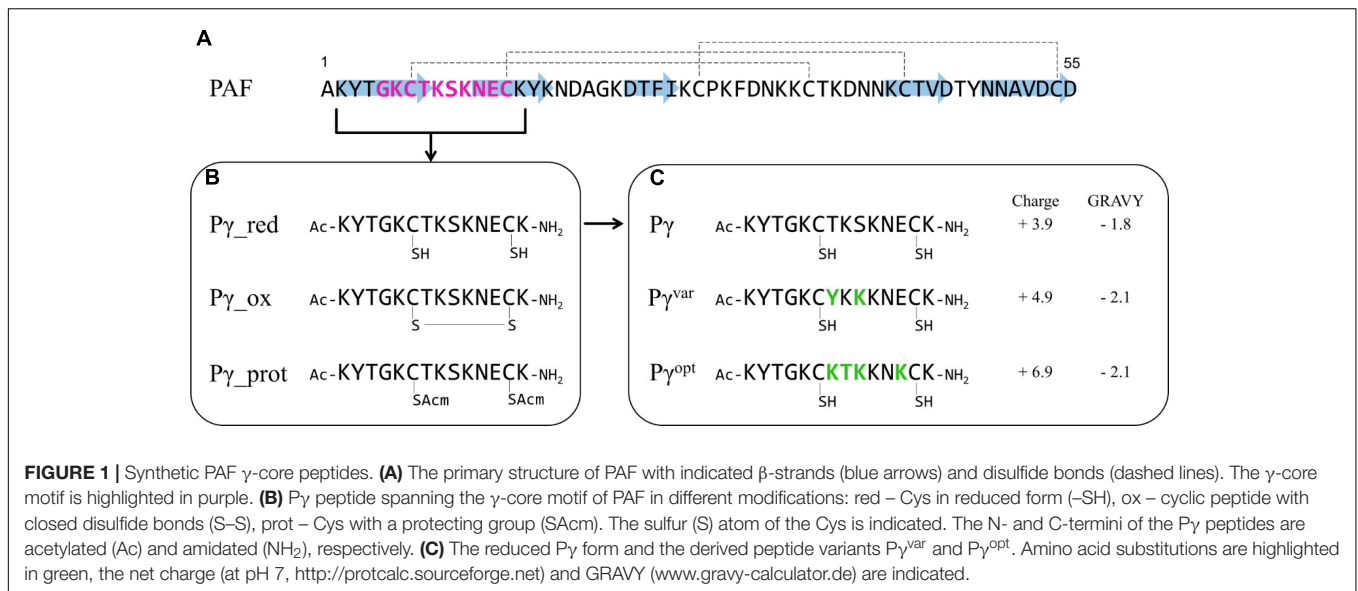 A
1
55
PAF
AKYTGKCTKSKNECKYKNDAGKDTFIKCPKFDNKKCTKDNNKCTVDTYNNAVDCD
B
Pγ_red
Ac-KYTGKCTKSKNECK-NH2
SH SH
Pγ_ox
Ac-KYTGKCTKSKNECK-NH2
S S
Pγ_prot
Ac-KYTGKCTKSKNECK-NH2
SAcm SAcm
C
Charge GRAVY
Pγ Ac-KYTGKCTKSKNECK-NH2 + 3.9 - 1.8
SH SH
Pγvar Ac-KYTGKCYKKKNECK-NH2 + 4.9 - 2.1
SH SH
Pγopt Ac-KYTGKCKTKKNKCK-NH2 + 6.9 - 2.1
SH SH
FIGURE 1 | Synthetic PAF γ-core peptides. (A) The primary structure of PAF with indicated β-strands (blue arrows) and disulfide bonds (dashed lines). The γ-core
motif is highlighted in purple. (B) Pγ peptide spanning the γ-core motif of PAF in different modifications: red – Cys in reduced form (–SH), ox – cyclic peptide with
closed disulfide bonds (S–S), prot – Cys with a protecting group (SAcm). The sulfur (S) atom of the Cys is indicated. The N- and C-termini of the Pγ peptides are
acetylated (Ac) and amidated (NH2), respectively. (C) The reduced Pγ form and the derived peptide variants Pγvar and Pγopt. Amino acid substitutions are highlighted
in green, the net charge (at pH 7, http://protcalc.sourceforge.net) and GRAVY (www.gravy-calculator.de) are indicated.